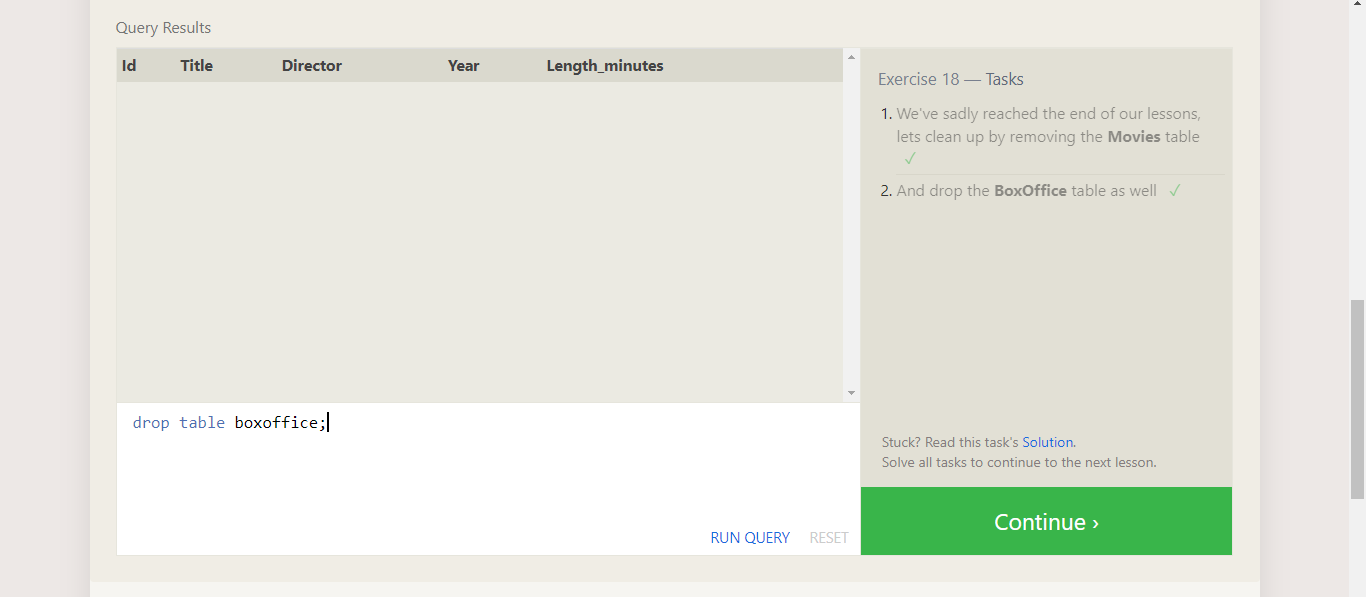 Query Results
Id Title Director Year Length_minutes
drop table boxoffice;
RUN QUERY RESET
Exercise 18 — Tasks
1. We've sadly reached the end of our lessons,
lets clean up by removing the Movies table
✓
2. And drop the BoxOffice table as well ✓
Stuck? Read this task's Solution.
Solve all tasks to continue to the next lesson.
Continue ›